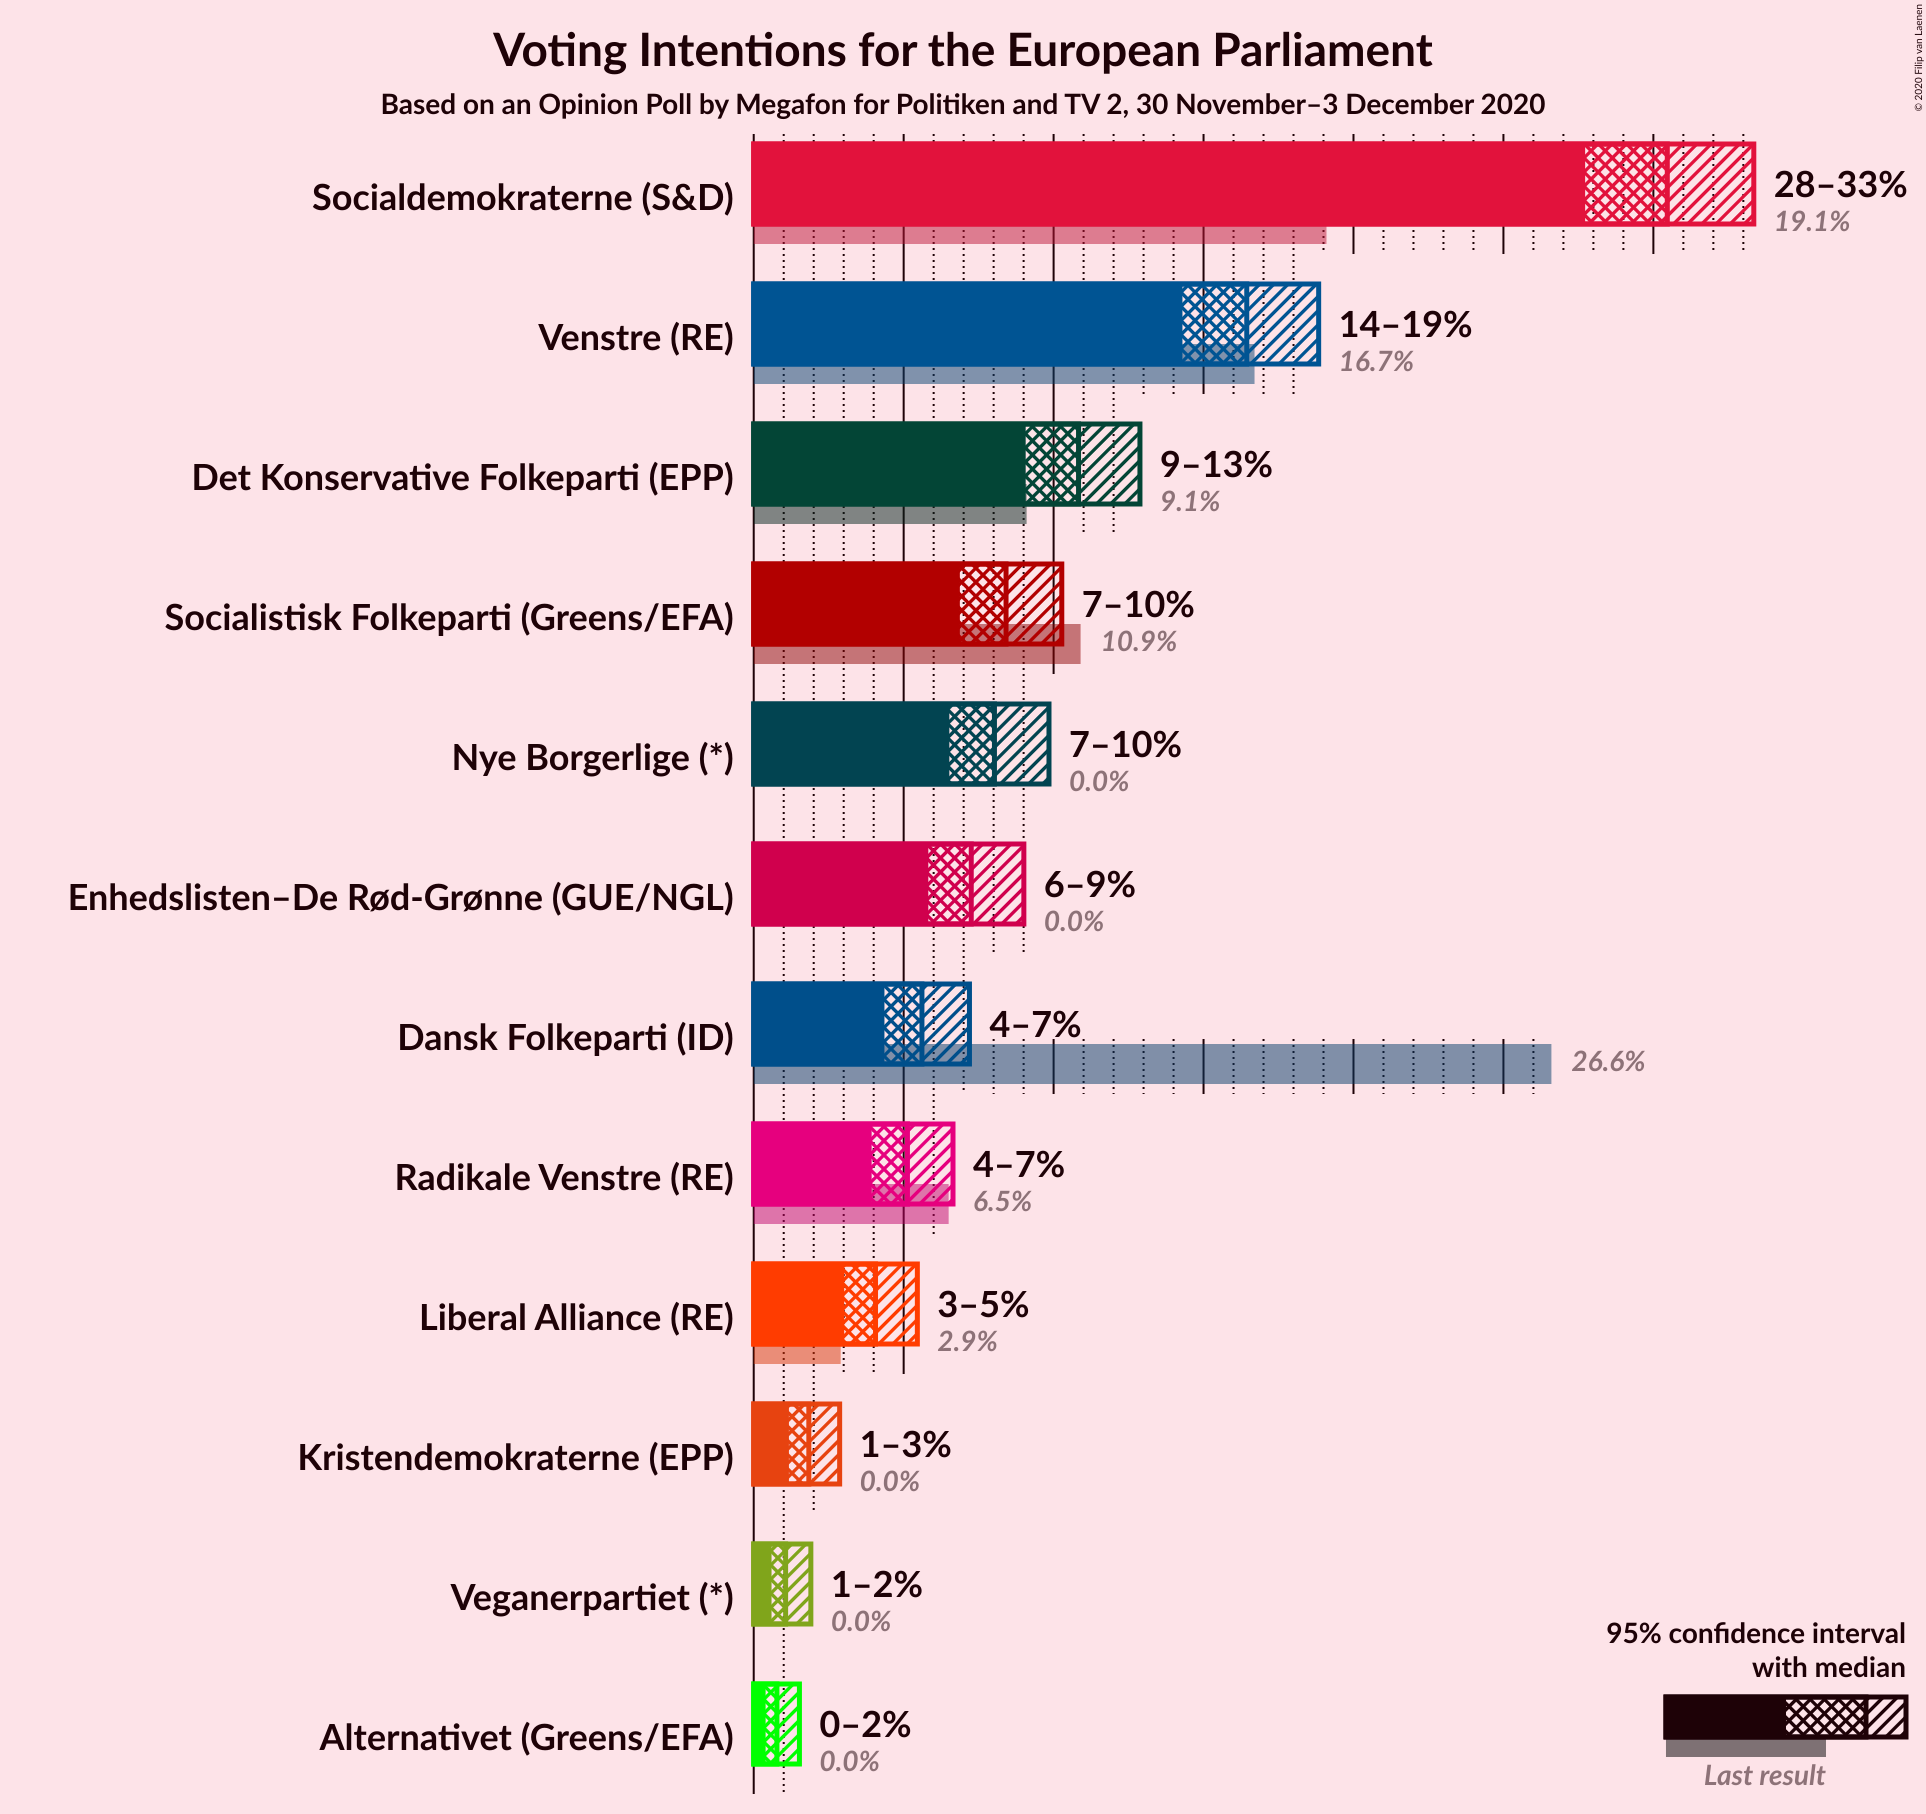 Voting Intentions for the European Parliament
Based on an Opinion Poll by Megafon for Politiken and TV 2, 30 November–3 December 2020
© 2020 Filip van Laenen
Socialdemokraterne (S&D)
28–33%
19.1%
Venstre (RE)
14–19%
16.7%
Det Konservative Folkeparti (EPP)
9–13%
9.1%
Socialistisk Folkeparti (Greens/EFA)
7–10%
10.9%
Nye Borgerlige (*)
7–10%
0.0%
Enhedslisten–De Rød-Grønne (GUE/NGL)
6–9%
0.0%
Dansk Folkeparti (ID)
4–7%
26.6%
Radikale Venstre (RE)
4–7%
6.5%
Liberal Alliance (RE)
3–5%
2.9%
Kristendemokraterne (EPP)
1–3%
0.0%
Veganerpartiet (*)
1–2%
0.0%
Alternativet (Greens/EFA)
0–2%
0.0%
95% confidence interval
with median
Last result